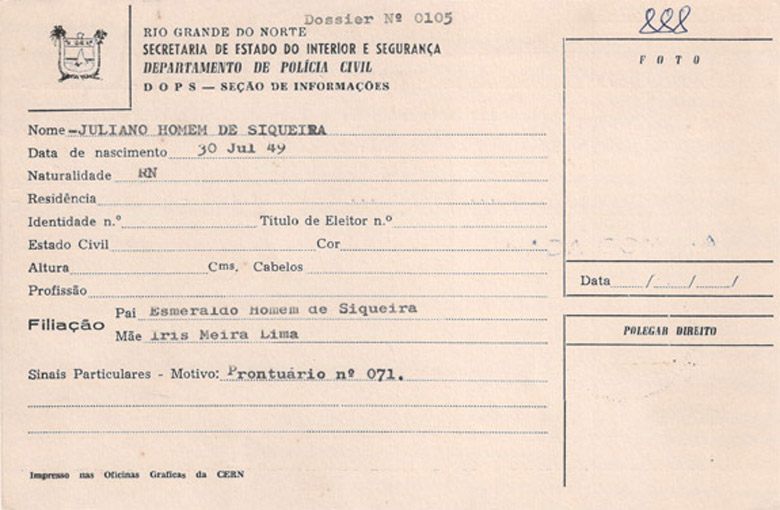 Dossier Nº 0105
888
RIO GRANDE DO NORTE
SECRETARIA DE ESTADO DO INTERIOR E SEGURANÇA
DEPARTAMENTO DE POLÍCIA CIVIL
DOPS — SEÇÃO DE INFORMAÇÕES
FOTO
Nome-JULIANO HOMEM DE SIQUEIRA
Data de nascimento 30 Jul 49
Naturalidade RN
Residência
Identidade n.º Título de Eleitor n.º
Estado Civil Cor
Altura Cms. Cabelos
Data / / /
Profissão
Filiação
Pai Esmeraldo Homem de Siqueira
Mãe Iris Meira Lima
POLEGAR DIREITO
Sinais Particulares - Motivo: Prontuário nº 071.
Impresso nas Oficinas Graficas da CERN